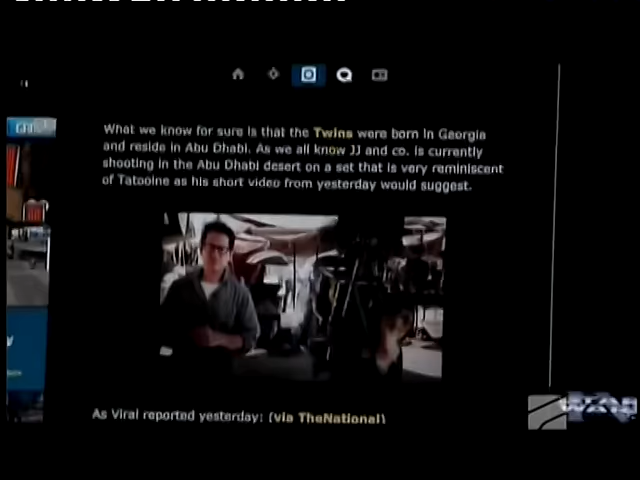 What we know for sure is that the Twins were born in Georgia
and reside in Abu Dhabi. As we all know JJ and co. is currently
shooting in the Abu Dhabi desert on a set that is very reminiscent
of Tatooine as his short video from yesterday would suggest.
As Viral reported yesterday: (via TheNational)